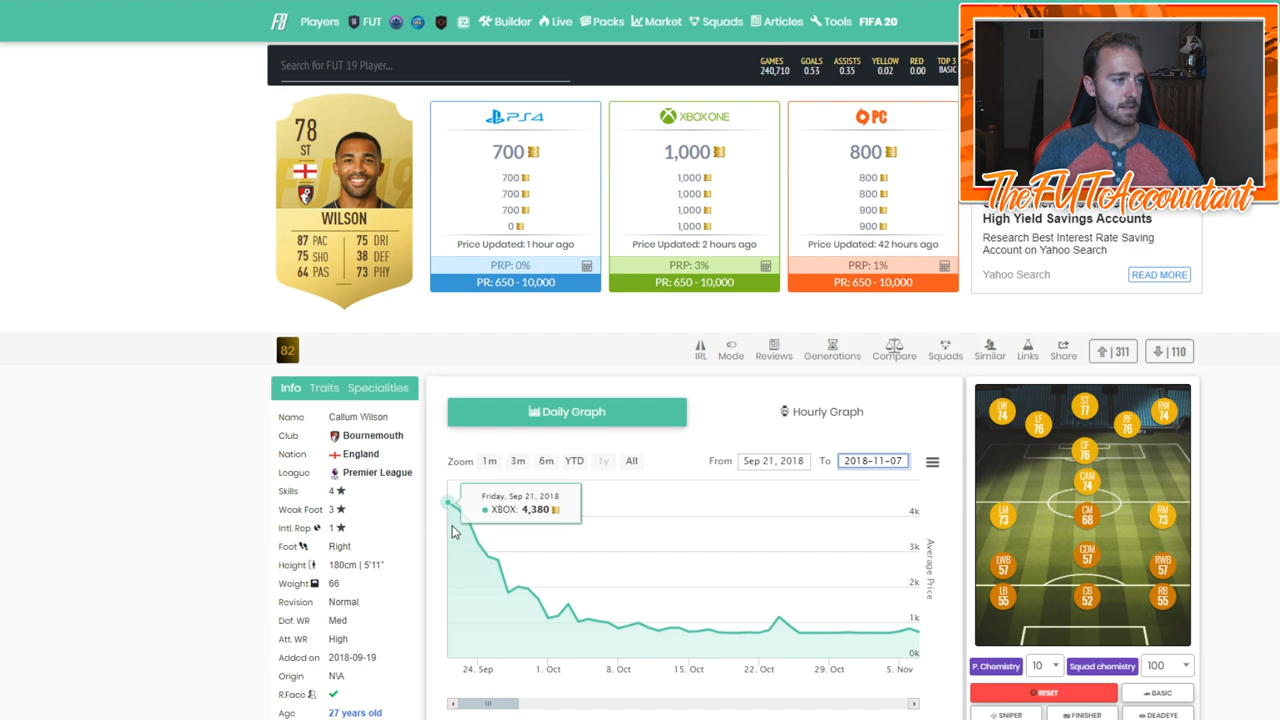 F8 Players FUT Builder Live Packs Market Squads Articles Tools FIFA 20
Search for FUT 19 Player...
GAMES 240,710
GOALS 0.53
ASSISTS 0.35
YELLOW 0.02
RED 0.00
TOP 3 BASIC
78
ST
WILSON
87 PAC 75 DRI
75 SHO 38 DEF
64 PAS 73 PHY
PS4
700
700
700
700
0
Price Updated: 1 hour ago
PRP: 0%
PR: 650 - 10,000
XBOX ONE
1,000
1,000
1,000
1,000
1,000
Price Updated: 2 hours ago
PRP: 3%
PR: 650 - 10,000
PC
800
800
800
900
900
Price Updated: 42 hours ago
PRP: 1%
PR: 650 - 10,000
TheFUTAccountant
High Yield Savings Accounts
Research Best Interest Rate Saving
Account on Yahoo Search
Yahoo Search READ MORE
82
IRL Mode Reviews Generations Compare Squads Similar Links Share 311 110
Info Traits Specialities
Name Callum Wilson
Club Bournemouth
Nation England
League Premier League
Skills 4
Weak Foot 3
Intl. Rep 1
Foot Right
Height 180cm | 5'11"
Weight 66
Revision Normal
Def. WR Med
Att. WR High
Added on 2018-09-19
Origin N\A
R.Face
Age 27 years old
Daily Graph Hourly Graph
Zoom 1m 3m 6m YTD 1y All From Sep 21, 2018 To 2018-11-07
Friday, Sep 21, 2018
XBOX: 4,380
4k
3k
2k
1k
0k
Average Price
24. Sep 1. Oct 8. Oct 15. Oct 22. Oct 29. Oct 5. Nov
ST 77
LW 74
RW 74
LF 76
RF 76
CF 76
CAM 74
LM 73
CM 68
RM 73
CDM 57
LWB 57
RWB 57
LB 55
CB 52
RB 55
P. Chemistry 10 Squad chemistry 100
RESET BASIC
SNIPER FINISHER DEADEYE